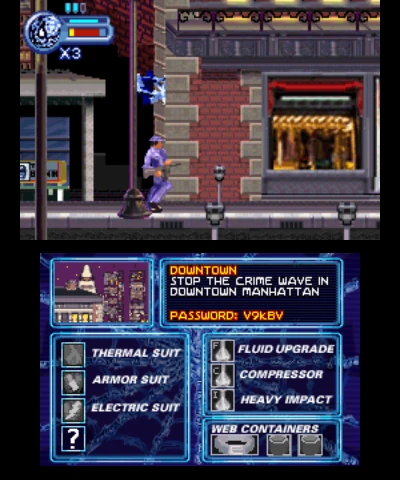 X3
DOWNTOWN
STOP THE CRIME WAVE IN
DOWNTOWN MANHATTAN
PASSWORD: V9KBV
THERMAL SUIT
ARMOR SUIT
ELECTRIC SUIT
?
F FLUID UPGRADE
C COMPRESSOR
I HEAVY IMPACT
WEB CONTAINERS